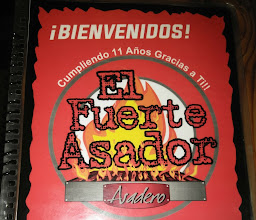 ¡BIENVENIDOS!
Cumpliendo 11 Años Gracias a Ti!!
El
Fuerte
Asador
Asadero